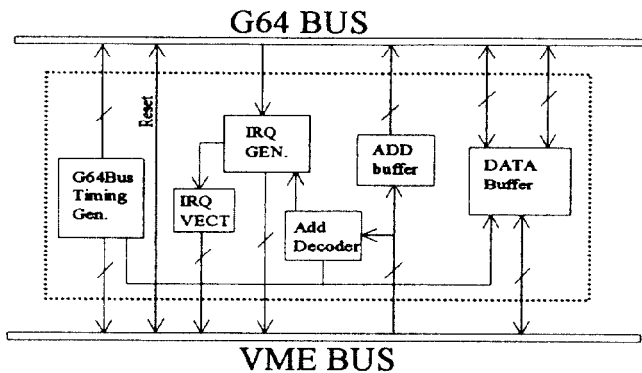 G64 BUS
Reset
IRQ
GEN.
ADD
buffer
DATA
Buffer
G64Bus
Timing
Gen.
IRQ
VECT
Add
Decoder
VME BUS